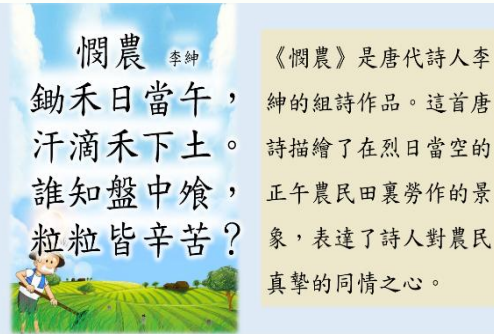 憫農 李紳
鋤禾日當午，
汗滴禾下土。
誰知盤中飧，
粒粒皆辛苦？
《憫農》是唐代詩人李
紳的組詩作品。這首唐
詩描繪了在烈日當空的
正午農民田裏勞作的景
象，表達了詩人對農民
真摯的同情之心。